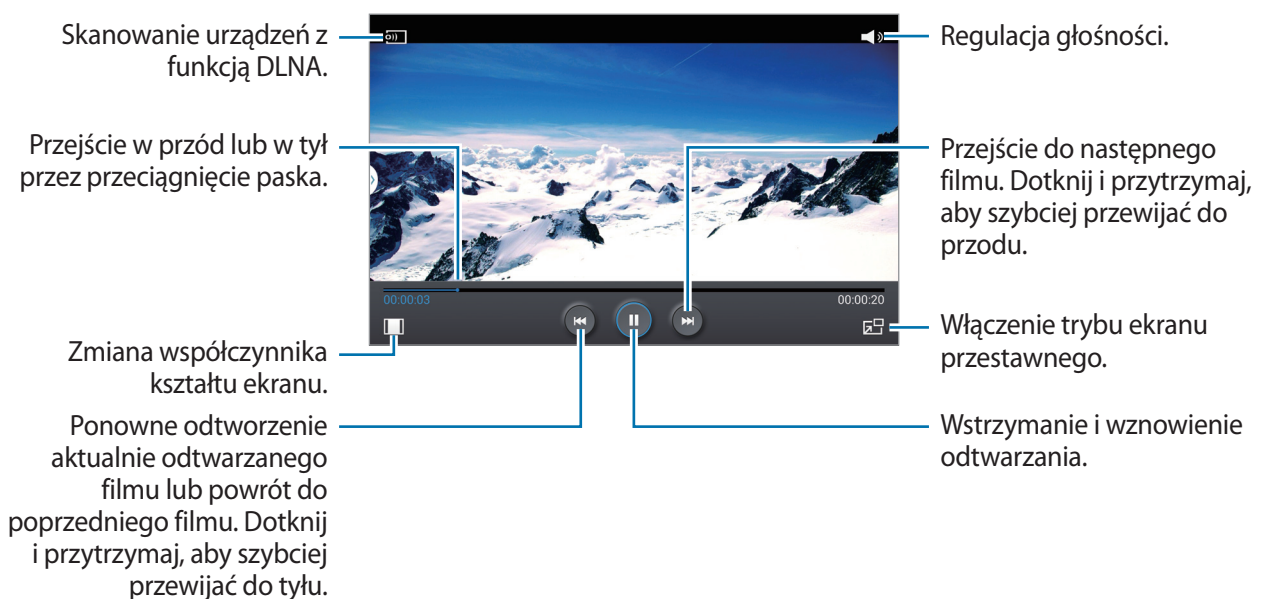 Skanowanie urządzeń z
funkcją DLNA.
Przejście w przód lub w tył
przez przeciągnięcie paska.
Zmiana współczynnika
kształtu ekranu.
Ponowne odtworzenie
aktualnie odtwarzanego
filmu lub powrót do
poprzedniego filmu. Dotknij
i przytrzymaj, aby szybciej
przewijać do tyłu.
00:00:03
00:00:20
Regulacja głośności.
Przejście do następnego
filmu. Dotknij i przytrzymaj,
aby szybciej przewijać do
przodu.
Włączenie trybu ekranu
przestawnego.
Wstrzymanie i wznowienie
odtwarzania.